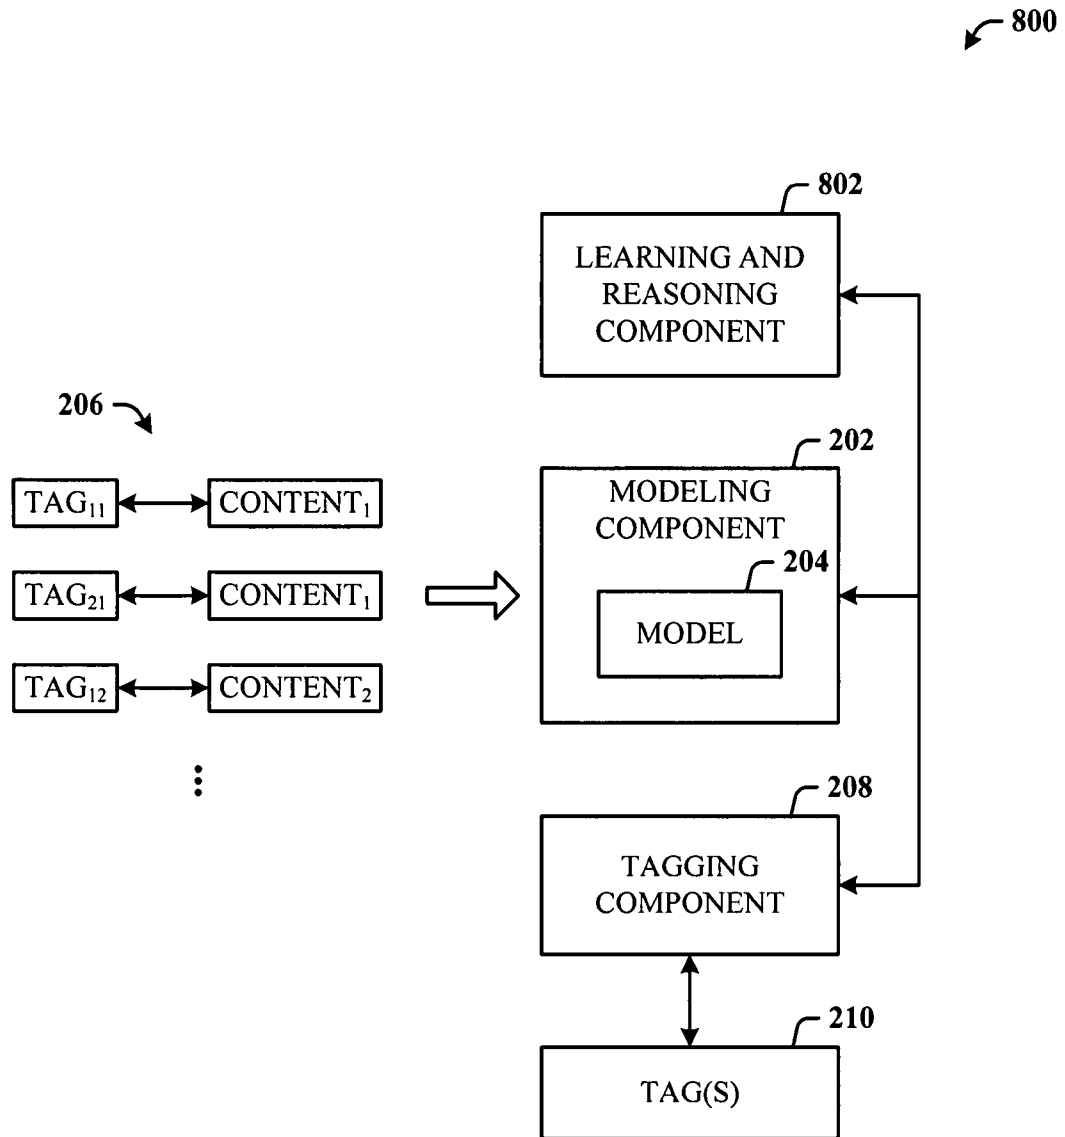 800
802
LEARNING AND
REASONING
COMPONENT
206
202
TAG₁₁ CONTENT₁
MODELING
COMPONENT
204
TAG₂₁ CONTENT₁
MODEL
TAG₁₂ CONTENT₂
208
TAGGING
COMPONENT
210
TAG(S)